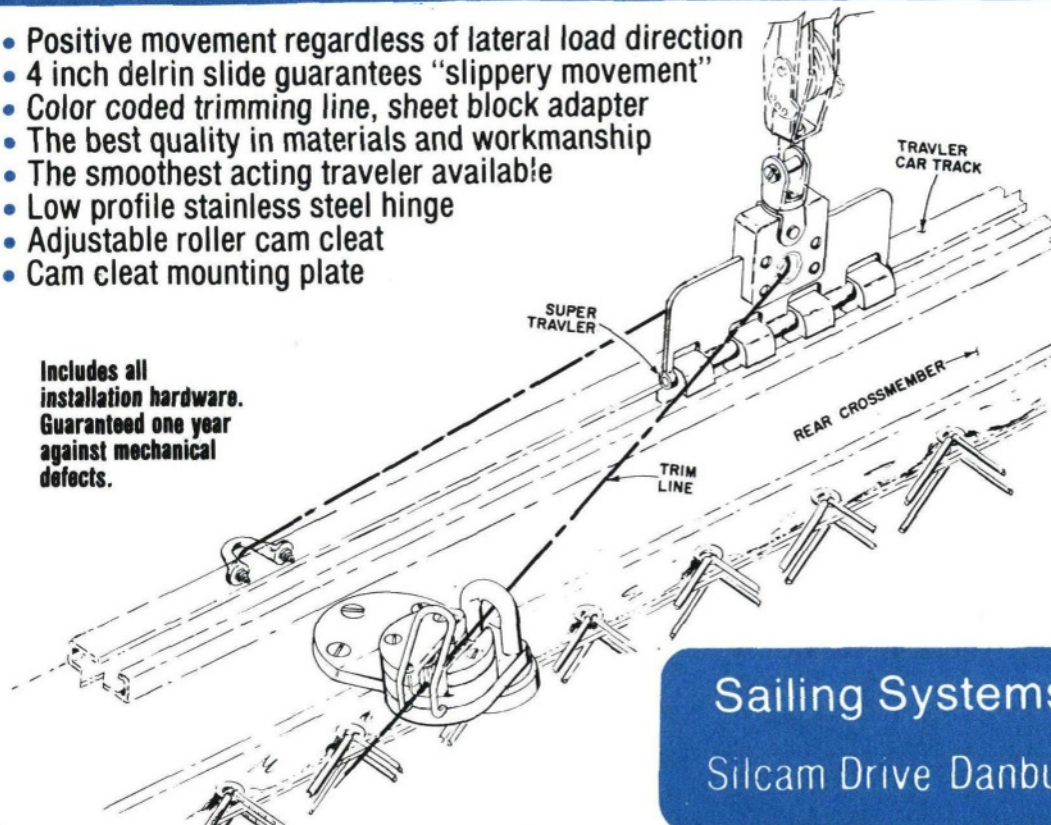 • Positive movement regardless of lateral load direction
• 4 inch delrin slide guarantees “slippery movement”
• Color coded trimming line, sheet block adapter
• The best quality in materials and workmanship
• The smoothest acting traveler available
• Low profile stainless steel hinge
• Adjustable roller cam cleat
• Cam cleat mounting plate
TRAVLER
CAR TRACK
SUPER
TRAVLER
Includes all
installation hardware.
Guaranteed one year
against mechanical
defects.
REAR CROSSMEMBER
TRIM
LINE
Sailing Systems
Silcam Drive Danbu